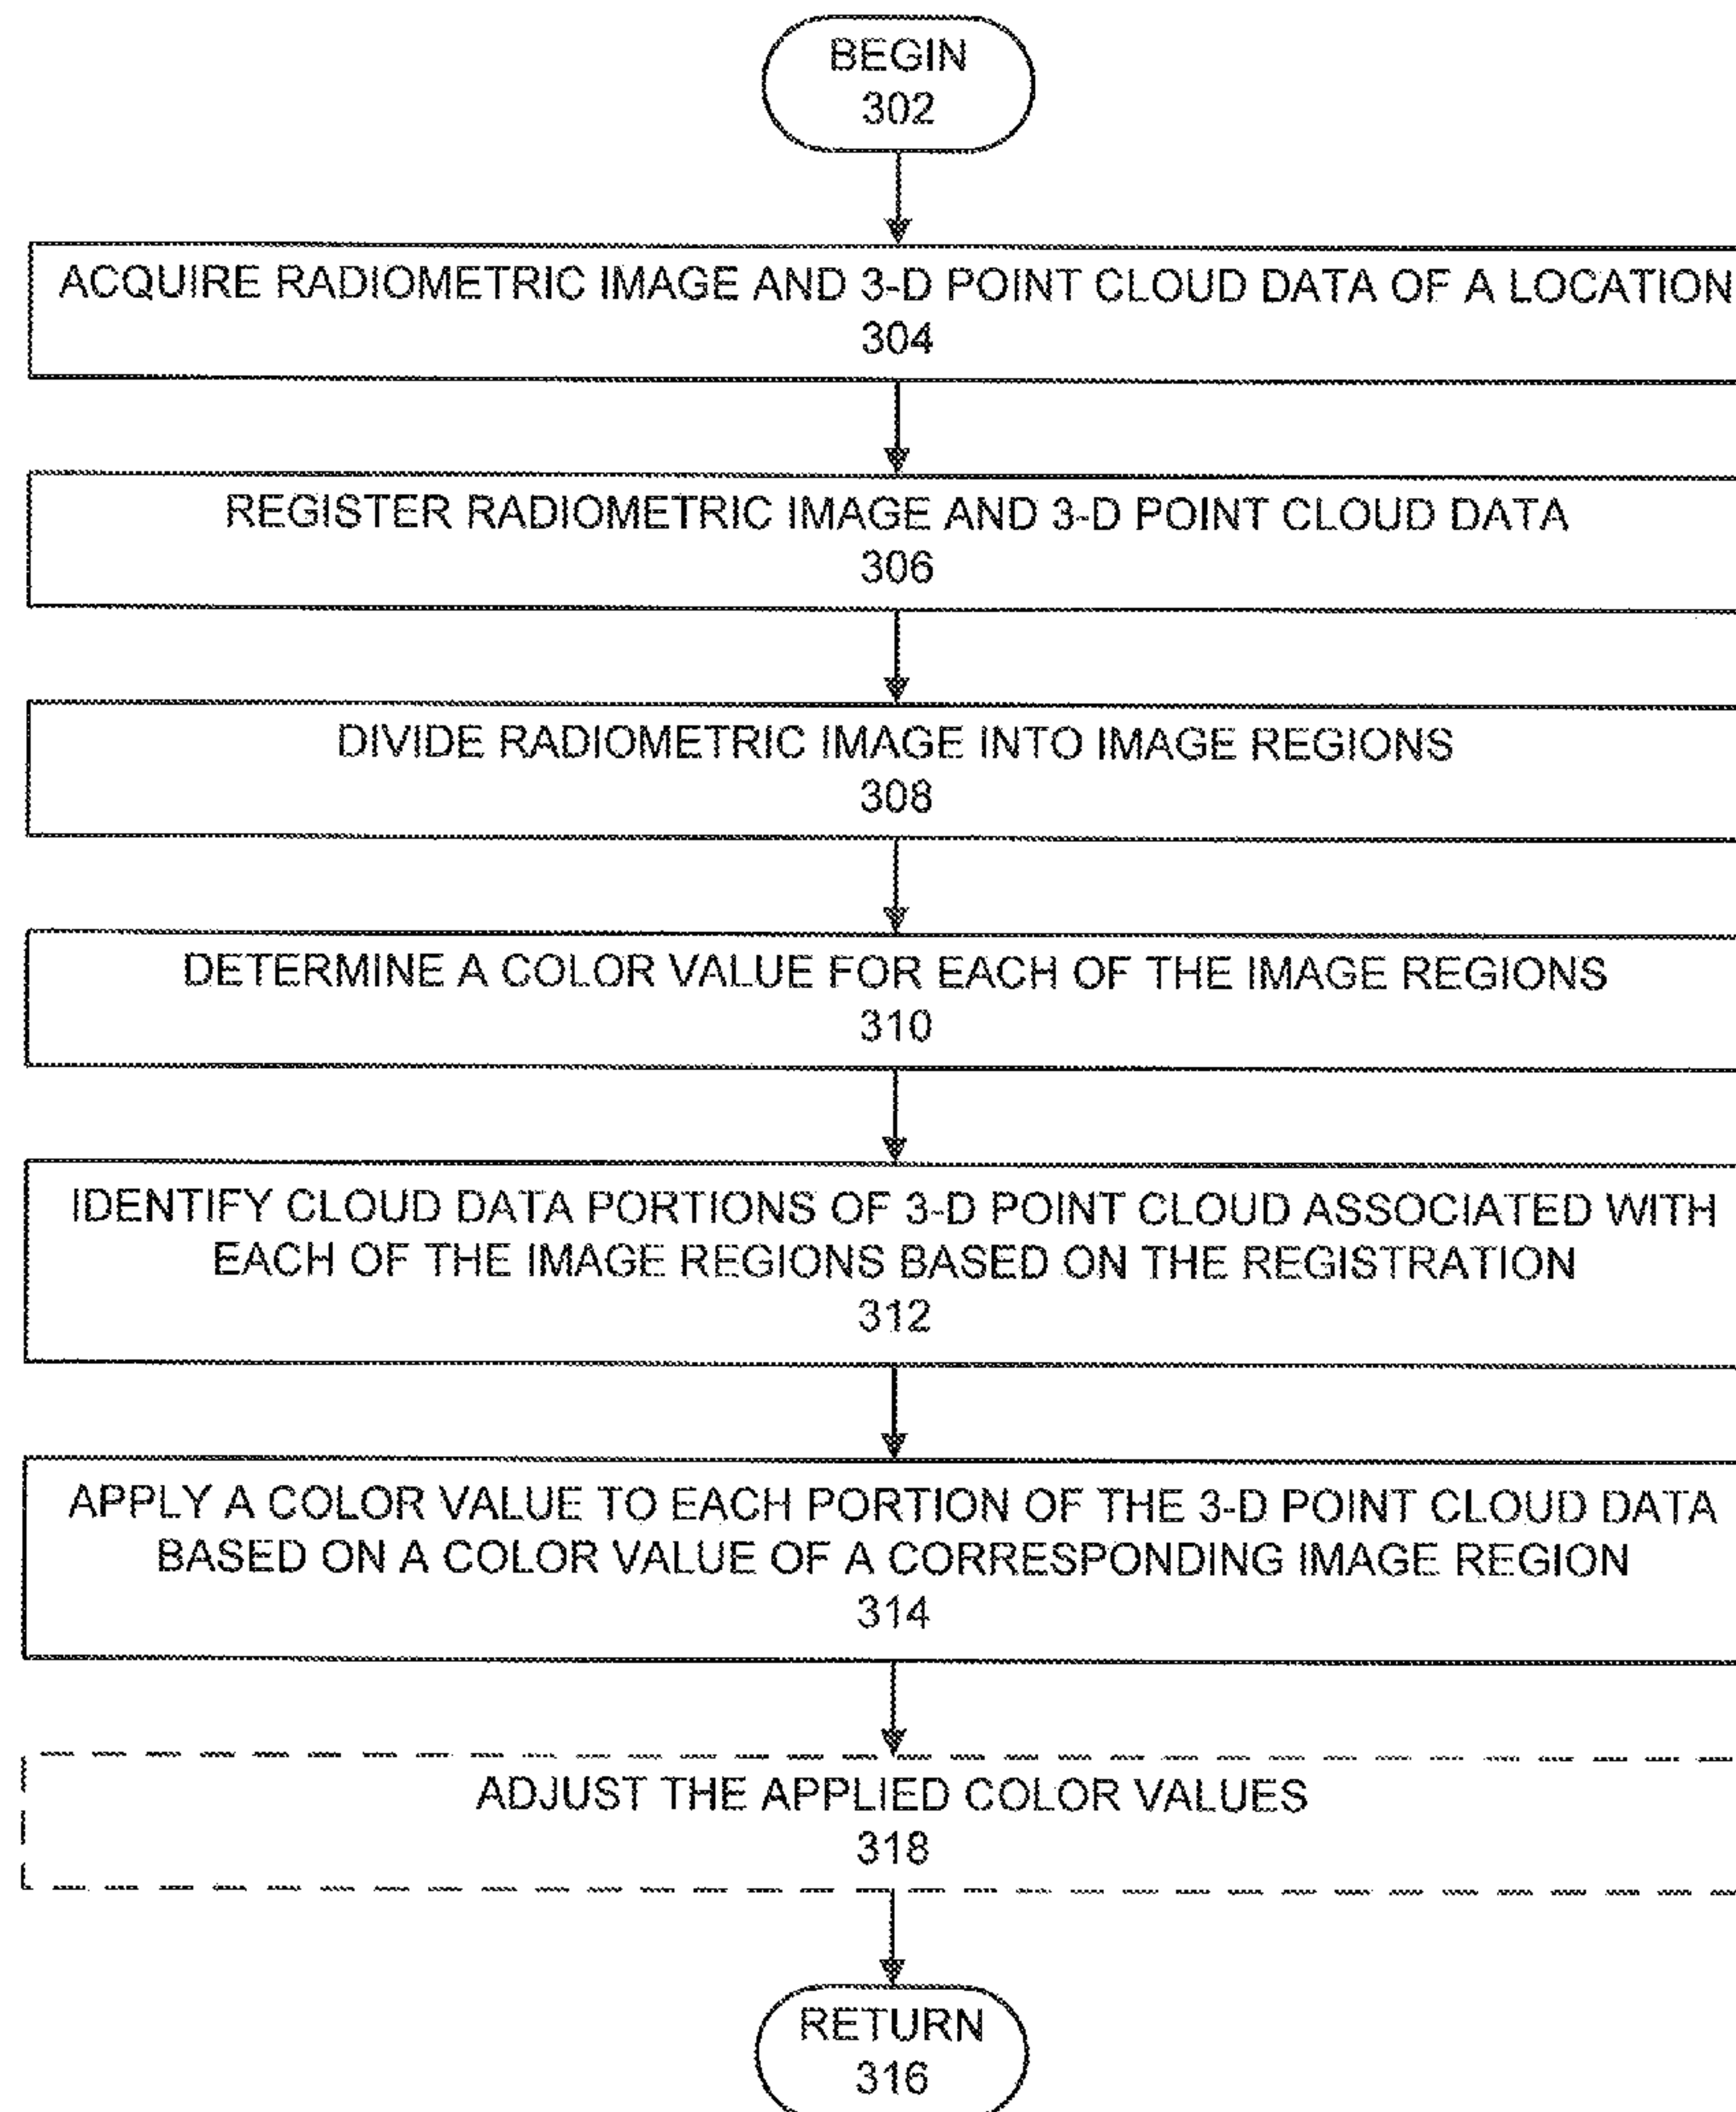 BEGIN
302
ACQUIRE RADIOMETRIC IMAGE AND 3-D POINT CLOUD DATA OF A LOCATION
304
REGISTER RADIOMETRIC IMAGE AND 3-D POINT CLOUD DATA
306
DIVIDE RADIOMETRIC IMAGE INTO IMAGE REGIONS
308
DETERMINE A COLOR VALUE FOR EACH OF THE IMAGE REGIONS
310
IDENTIFY CLOUD DATA PORTIONS OF 3-D POINT CLOUD ASSOCIATED WITH
EACH OF THE IMAGE REGIONS BASED ON THE REGISTRATION
312
APPLY A COLOR VALUE TO EACH PORTION OF THE 3-D POINT CLOUD DATA
BASED ON A COLOR VALUE OF A CORRESPONDING IMAGE REGION
314
ADJUST THE APPLIED COLOR VALUES
318
RETURN
316